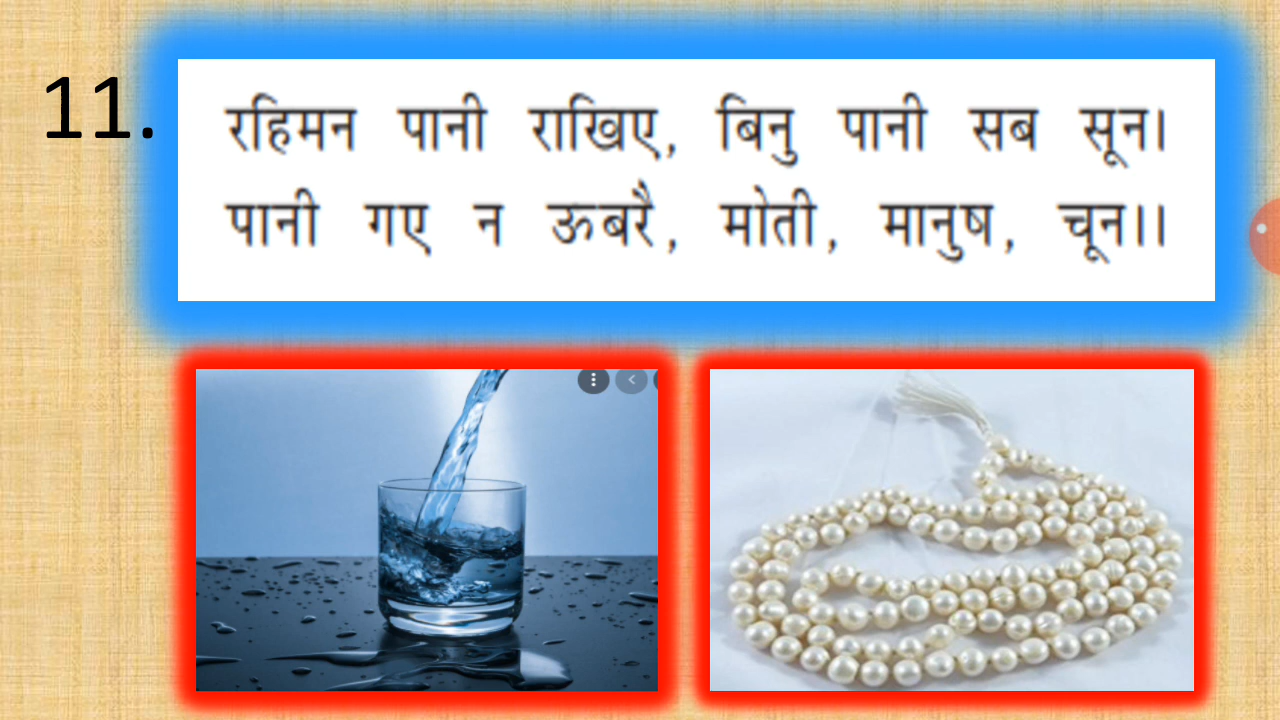 11.
रहिमन पानी राखिए, बिनु पानी सब सून।
पानी गए न ऊबरै, मोती, मानुष, चून।।